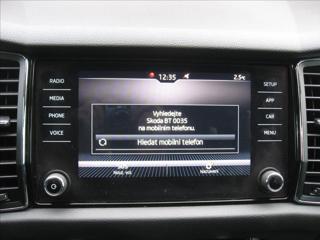 12:35
2.5°C
RADIO
MEDIA
PHONE
VOICE
Vyhledejte
Skoda BT 0035
na mobilním telefonu.
Hledat mobilní telefon
SETUP
APP
CAR
MENU